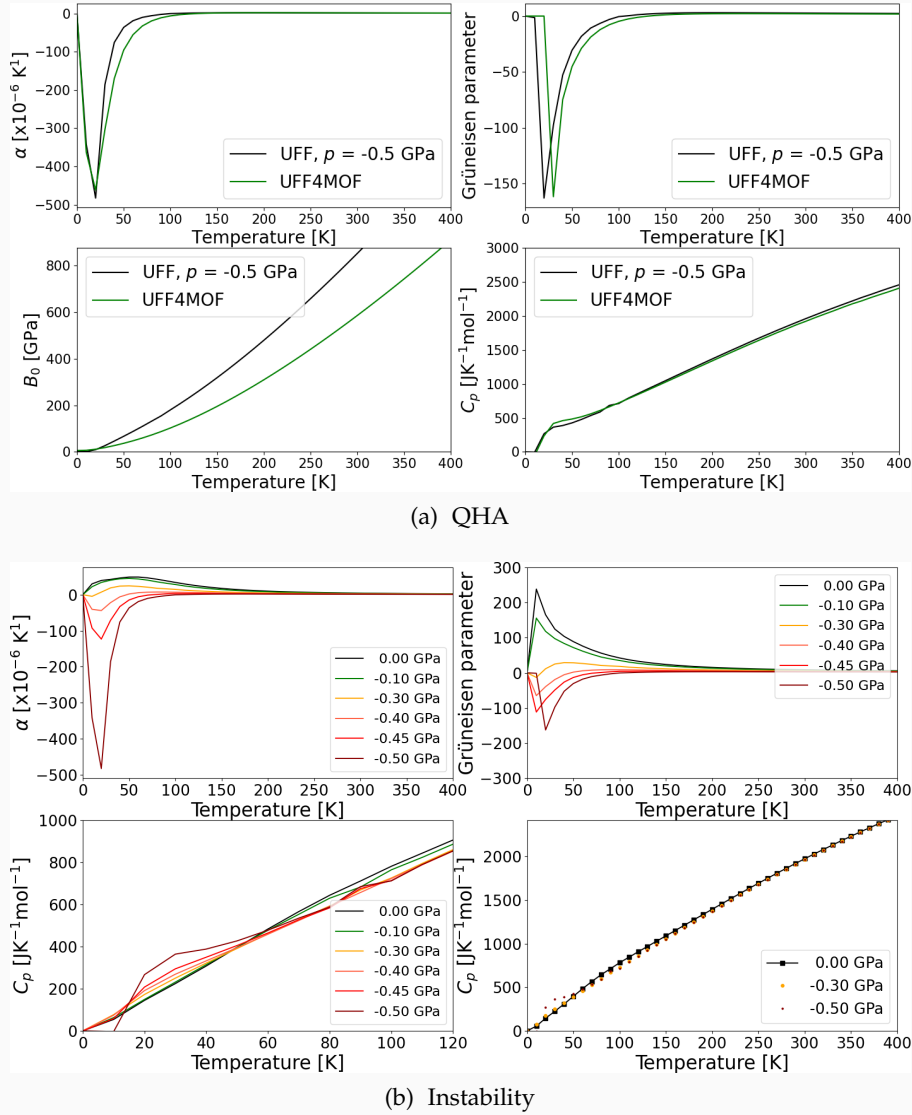 α [x10⁻⁶ K¹]
0
−100
−200
−300
−400
−500
0 50 100 150 200 250 300 350 400
Temperature [K]
UFF, p = -0.5 GPa
UFF4MOF
Grüneisen parameter
0
−50
−100
−150
0 50 100 150 200 250 300 350 400
Temperature [K]
UFF, p = -0.5 GPa
UFF4MOF
B₀ [GPa]
800
600
400
200
0
0 50 100 150 200 250 300 350 400
Temperature [K]
UFF, p = -0.5 GPa
UFF4MOF
Cₚ [JK⁻¹mol⁻¹]
3000
2500
2000
1500
1000
500
0
0 50 100 150 200 250 300 350 400
Temperature [K]
UFF, p = -0.5 GPa
UFF4MOF
(a) QHA
α [x10⁻⁶ K¹]
0
−100
−200
−300
−400
−500
0 50 100 150 200 250 300 350 400
Temperature [K]
0.00 GPa
-0.10 GPa
-0.30 GPa
-0.40 GPa
-0.45 GPa
-0.50 GPa
Grüneisen parameter
300
200
100
0
−100
−200
−300
0 50 100 150 200 250 300 350 400
Temperature [K]
0.00 GPa
-0.10 GPa
-0.30 GPa
-0.40 GPa
-0.45 GPa
-0.50 GPa
Cₚ [JK⁻¹mol⁻¹]
1000
800
600
400
200
0
0 20 40 60 80 100 120
Temperature [K]
0.00 GPa
-0.10 GPa
-0.30 GPa
-0.40 GPa
-0.45 GPa
-0.50 GPa
Cₚ [JK⁻¹mol⁻¹]
2000
1500
1000
500
0
0 50 100 150 200 250 300 350 400
Temperature [K]
0.00 GPa
-0.30 GPa
-0.50 GPa
(b) Instability